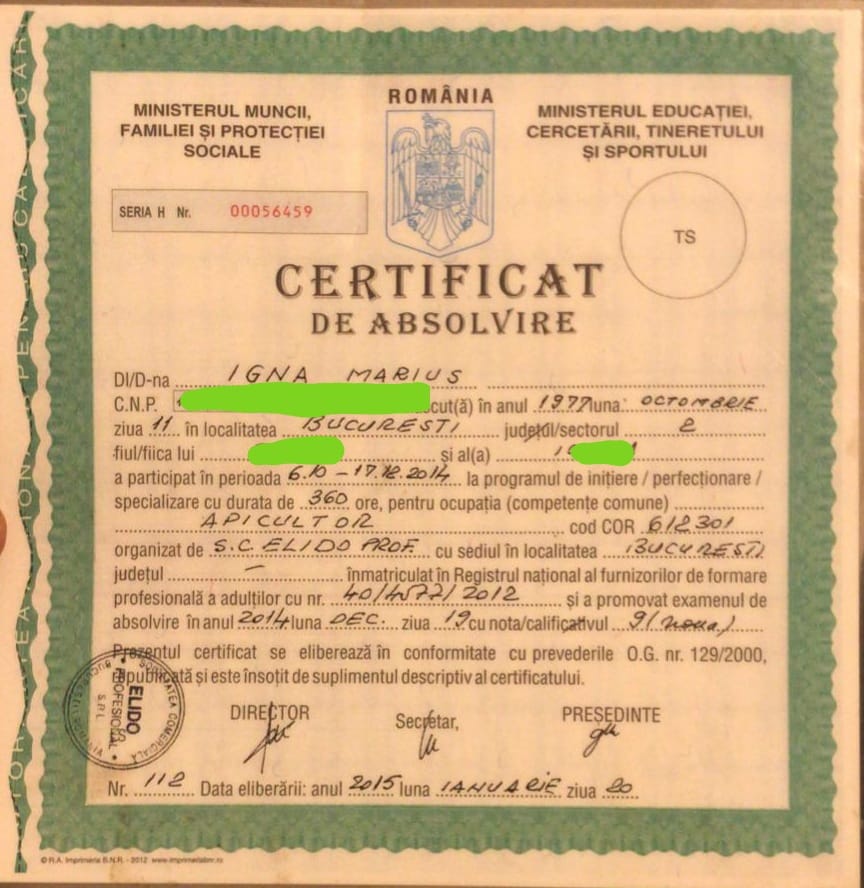 ROMÂNIA
MINISTERUL MUNCII,
FAMILIEI ȘI PROTECȚIEI
SOCIALE
MINISTERUL EDUCAȚIEI,
CERCETĂRII, TINERETULUI
ȘI SPORTULUI
SERIA H Nr. 00056459
TS
CERTIFICAT
DE ABSOLVIRE
Dl/D-na IGNA MARIUS
C.N.P. scut(ă) în anul 1977 luna OCTOMBRIE
ziua 11 în localitatea BUCUREȘTI județul/sectorul 2
fiul/fiica lui și al(a)
a participat în perioada 6.10 – 17.12.2014 la programul de inițiere / perfecționare /
specializare cu durata de 360 ore, pentru ocupația (competențe comune)
APICULTOR cod COR 612301
organizat de S.C. ELIDO PROF. cu sediul în localitatea BUCUREȘTI
județul – înmatriculat în Registrul național al furnizorilor de formare
profesională a adulților cu nr. 40/4577/2012 și a promovat examenul de
absolvire în anul 2014 luna DEC. ziua 19 cu nota/calificativul 9 (noua)
Prezentul certificat se eliberează în conformitate cu prevederile O.G. nr. 129/2000,
republicată și este însoțit de suplimentul descriptiv al certificatului.
SOCIETATEA COMERCIALĂ
ELIDO
PROFESIONAL
S.R.L.
DIRECTOR Secretar, PREȘEDINTE
Nr. 112 Data eliberării: anul 2015 luna IANUARIE ziua 20
© R.A. Imprimeria B.N.R. - 2012 www.imprimeriabnr.ro